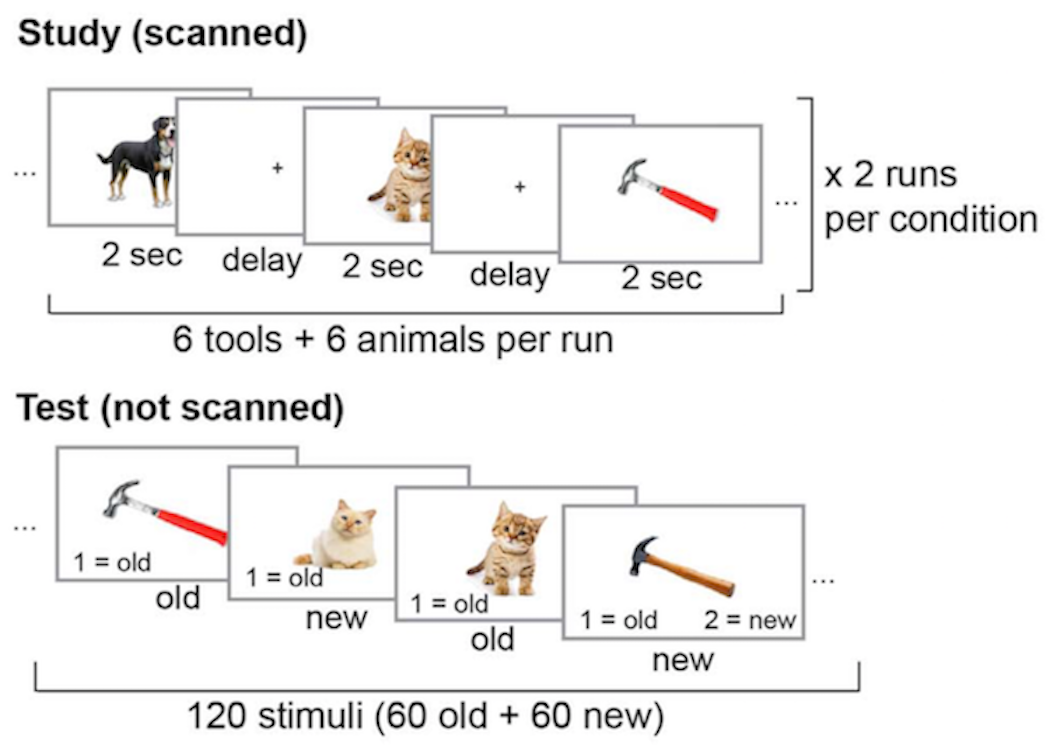 Study (scanned)
...
+
+
...
x 2 runs
per condition
2 sec
delay
2 sec
delay
2 sec
6 tools + 6 animals per run
Test (not scanned)
...
1 = old
old
1 = old
new
1 = old
old
1 = old 2 = new
new
...
120 stimuli (60 old + 60 new)